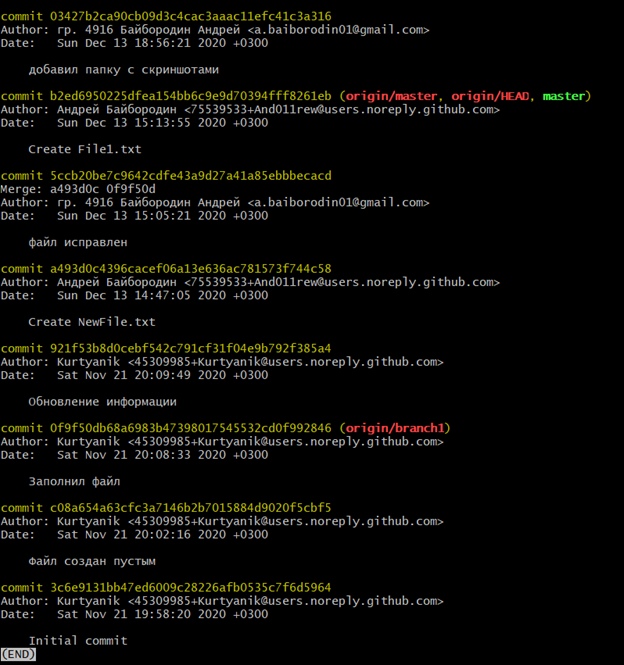 commit 03427b2ca90cb09d3c4cac3aaac11efc41c3a316
Author: гр. 4916 Байбородин Андрей <a.baiborodin01@gmail.com>
Date:   Sun Dec 13 18:56:21 2020 +0300

    добавил папку с скриншотами

commit b2ed6950225dfea154bb6c9e9d70394fff8261eb (origin/master, origin/HEAD, master)
Author: Андрей Байбородин <75539533+And011rew@users.noreply.github.com>
Date:   Sun Dec 13 15:13:55 2020 +0300

    Create File1.txt

commit 5ccb20be7c9642cdfe43a9d27a41a85ebbbecacd
Merge: a493d0c 0f9f50d
Author: гр. 4916 Байбородин Андрей <a.baiborodin01@gmail.com>
Date:   Sun Dec 13 15:05:21 2020 +0300

    файл исправлен

commit a493d0c4396cacef06a13e636ac781573f744c58
Author: Андрей Байбородин <75539533+And011rew@users.noreply.github.com>
Date:   Sun Dec 13 14:47:05 2020 +0300

    Create NewFile.txt

commit 921f53b8d0cebf542c791cf31f04e9b792f385a4
Author: Kurtyanik <45309985+Kurtyanik@users.noreply.github.com>
Date:   Sat Nov 21 20:09:49 2020 +0300

    Обновление информации

commit 0f9f50db68a6983b47398017545532cd0f992846 (origin/branch1)
Author: Kurtyanik <45309985+Kurtyanik@users.noreply.github.com>
Date:   Sat Nov 21 20:08:33 2020 +0300

    Заполнил файл

commit c08a654a63cfc3a7146b2b7015884d9020f5cbf5
Author: Kurtyanik <45309985+Kurtyanik@users.noreply.github.com>
Date:   Sat Nov 21 20:02:16 2020 +0300

    Файл создан пустым

commit 3c6e9131bb47ed6009c28226afb0535c7f6d5964
Author: Kurtyanik <45309985+Kurtyanik@users.noreply.github.com>
Date:   Sat Nov 21 19:58:20 2020 +0300

    Initial commit
(END)